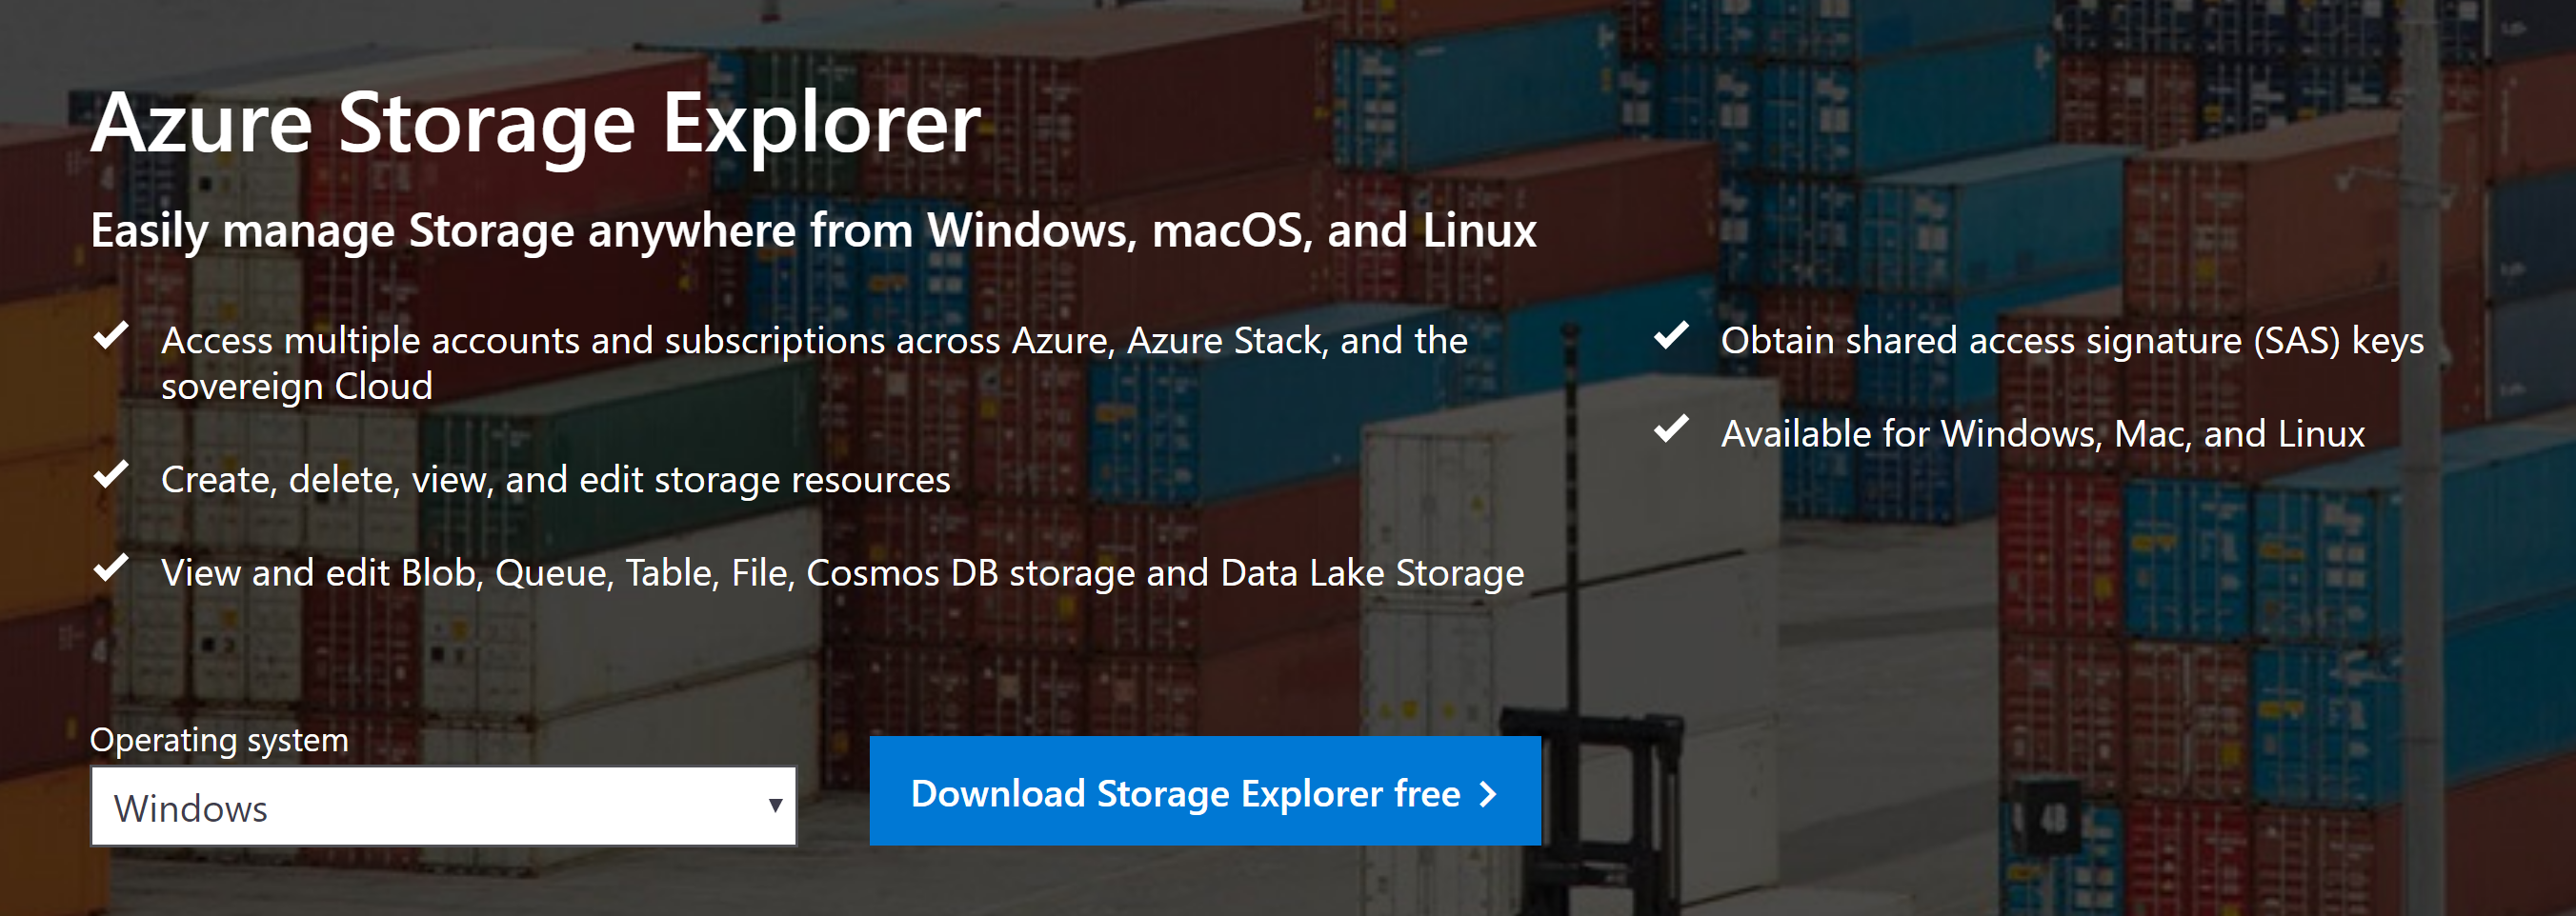 Azure Storage Explorer
Easily manage Storage anywhere from Windows, macOS, and Linux
Access multiple accounts and subscriptions across Azure, Azure Stack, and the
sovereign Cloud
Create, delete, view, and edit storage resources
View and edit Blob, Queue, Table, File, Cosmos DB storage and Data Lake Storage
Obtain shared access signature (SAS) keys
Available for Windows, Mac, and Linux
Operating system
Windows
Download Storage Explorer free
4B